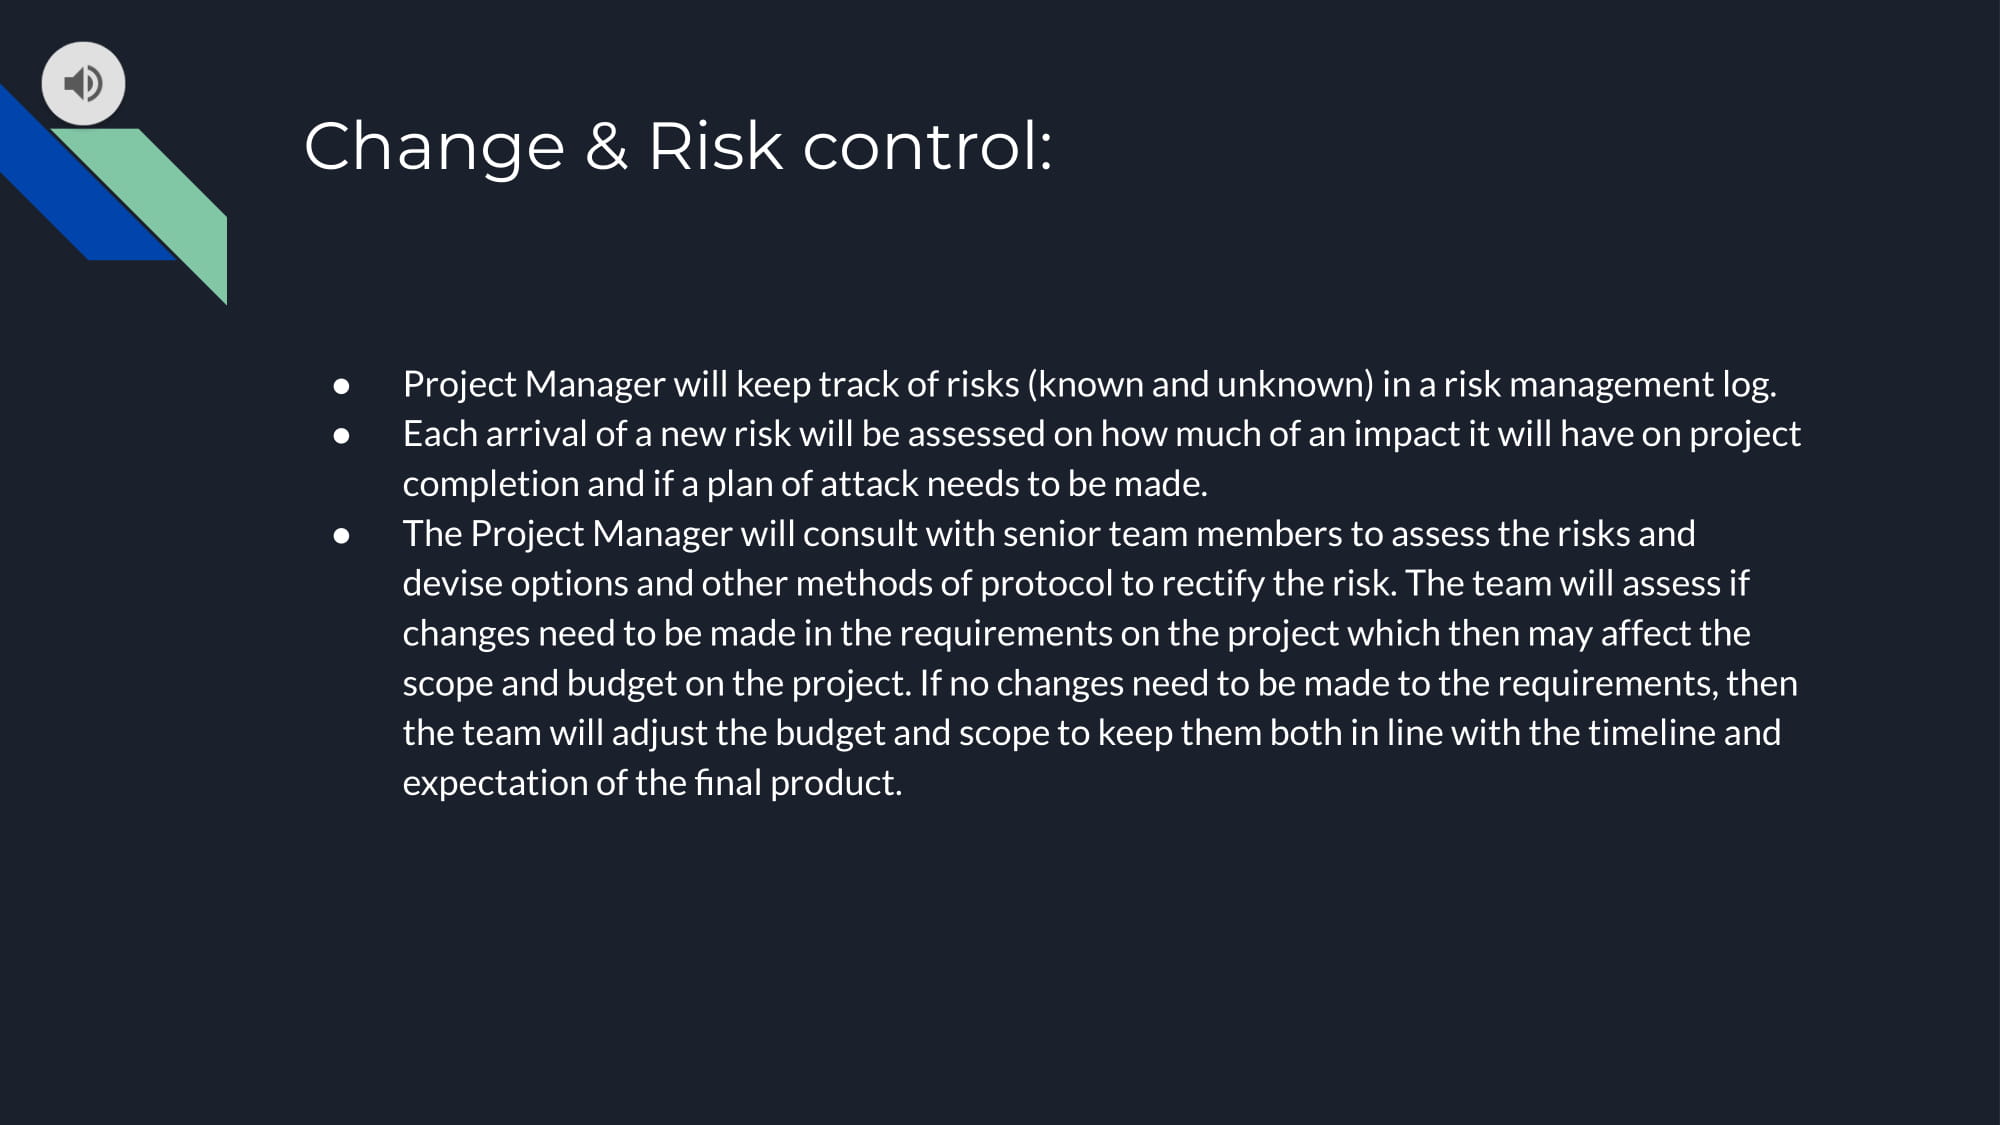 Change & Risk control:
● Project Manager will keep track of risks (known and unknown) in a risk management log.
● Each arrival of a new risk will be assessed on how much of an impact it will have on project
completion and if a plan of attack needs to be made.
● The Project Manager will consult with senior team members to assess the risks and
devise options and other methods of protocol to rectify the risk. The team will assess if
changes need to be made in the requirements on the project which then may affect the
scope and budget on the project. If no changes need to be made to the requirements, then
the team will adjust the budget and scope to keep them both in line with the timeline and
expectation of the final product.